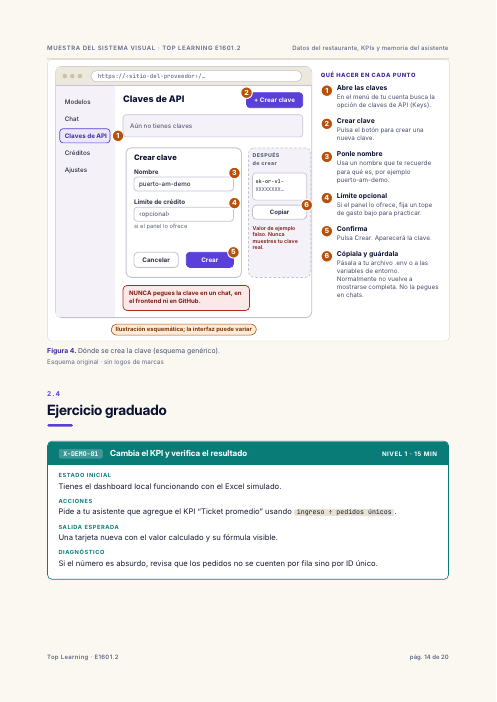 MUESTRA DEL SISTEMA VISUAL · TOP LEARNING E1601.2
Datos del restaurante, KPIs y memoria del asistente
https://‹sitio-del-proveedor›/…
Modelos
Chat
Claves de API
Créditos
Ajustes
1
Claves de API
2
+ Crear clave
Aún no tienes claves
Crear clave
Nombre
3
puerto-am-demo
Límite de crédito
4
‹opcional›
si el panel lo ofrece
Cancelar
Crear
5
DESPUÉS
de crear
sk-or-v1-
XXXXXXXX…
6
Copiar
Valor de ejemplo
falso. Nunca
muestres tu clave
real.
NUNCA pegues la clave en un chat, en
el frontend ni en GitHub.
Ilustración esquemática; la interfaz puede variar
QUÉ HACER EN CADA PUNTO
1 Abre las claves
En el menú de tu cuenta busca la
opción de claves de API (Keys).
2 Crear clave
Pulsa el botón para crear una
nueva clave.
3 Ponle nombre
Usa un nombre que te recuerde
para qué es, por ejemplo
puerto-am-demo.
4 Límite opcional
Si el panel lo ofrece, fija un tope
de gasto bajo para practicar.
5 Confirma
Pulsa Crear. Aparecerá la clave.
6 Cópiala y guárdala
Pásala a tu archivo .env o a las
variables de entorno.
Normalmente no vuelve a
mostrarse completa. No la pegues
en chats.
Figura 4. Dónde se crea la clave (esquema genérico).
Esquema original · sin logos de marcas
2.4
Ejercicio graduado
X-DEMO-01 Cambia el KPI y verifica el resultado
NIVEL 1 · 15 MIN
ESTADO INICIAL
Tienes el dashboard local funcionando con el Excel simulado.
ACCIONES
Pide a tu asistente que agregue el KPI “Ticket promedio” usando ingreso ÷ pedidos únicos.
SALIDA ESPERADA
Una tarjeta nueva con el valor calculado y su fórmula visible.
DIAGNÓSTICO
Si el número es absurdo, revisa que los pedidos no se cuenten por fila sino por ID único.
Top Learning · E1601.2
pág. 14 de 20